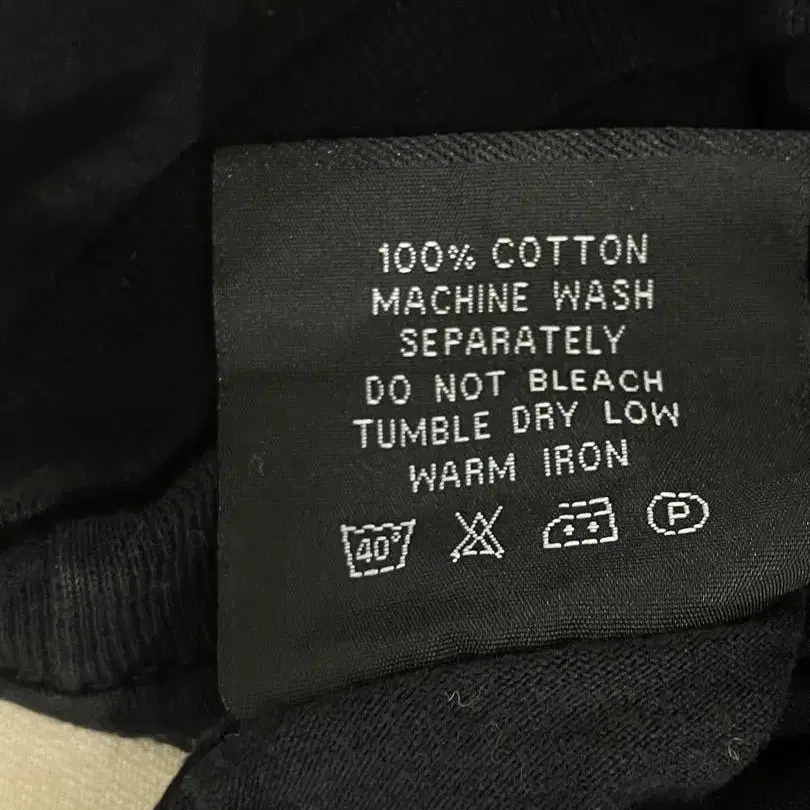 100% COTTON
MACHINE WASH
SEPARATELY
DO NOT BLEACH
TUMBLE DRY LOW
WARM IRON
40° P